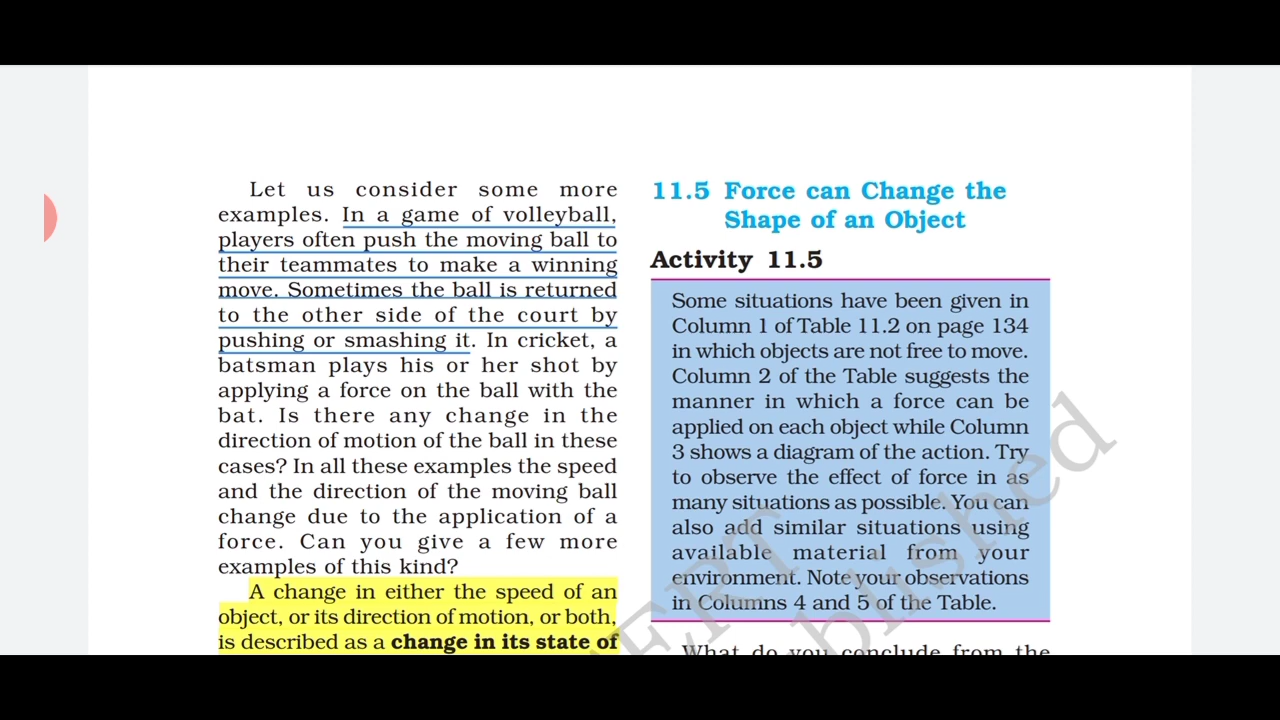 Let us consider some more
examples. In a game of volleyball,
players often push the moving ball to
their teammates to make a winning
move. Sometimes the ball is returned
to the other side of the court by
pushing or smashing it. In cricket, a
batsman plays his or her shot by
applying a force on the ball with the
bat. Is there any change in the
direction of motion of the ball in these
cases? In all these examples the speed
and the direction of the moving ball
change due to the application of a
force. Can you give a few more
examples of this kind?
A change in either the speed of an
object, or its direction of motion, or both,
is described as a change in its state of
11.5 Force can Change the
Shape of an Object
Activity 11.5
Some situations have been given in
Column 1 of Table 11.2 on page 134
in which objects are not free to move.
Column 2 of the Table suggests the
manner in which a force can be
applied on each object while Column
3 shows a diagram of the action. Try
to observe the effect of force in as
many situations as possible. You can
also add similar situations using
available material from your
environment. Note your observations
in Columns 4 and 5 of the Table.
What do you conclude from the